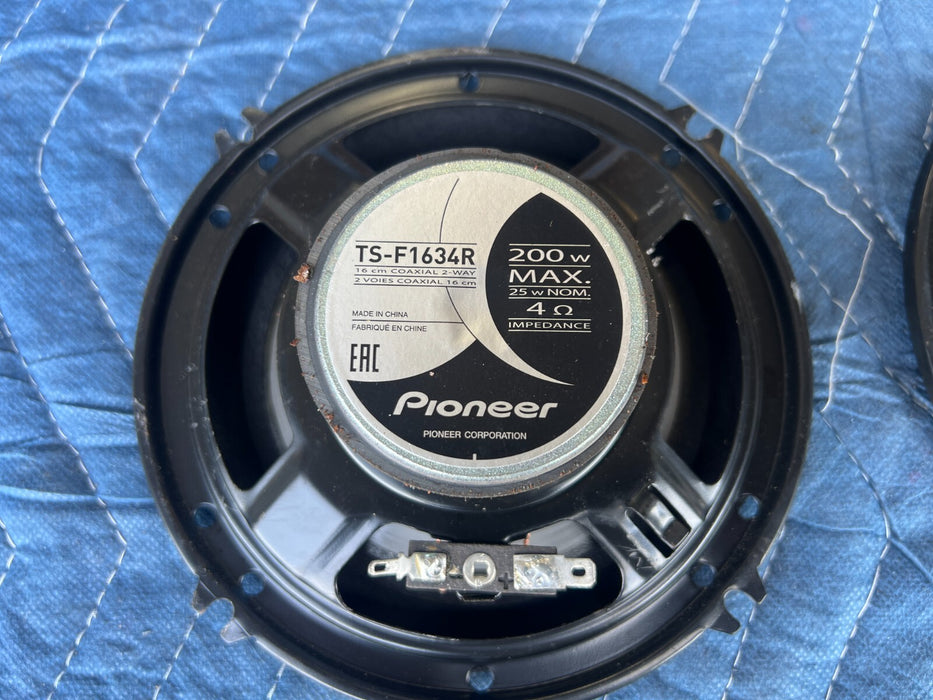 TS-F1634R
16 cm COAXIAL 2-WAY
2 VOIES COAXIAL 16 cm
MADE IN CHINA
FABRIQUÉ EN CHINE
EAC
200 W
MAX.
25 W NOM.
4 Ω
IMPEDANCE
Pioneer
PIONEER CORPORATION
- +